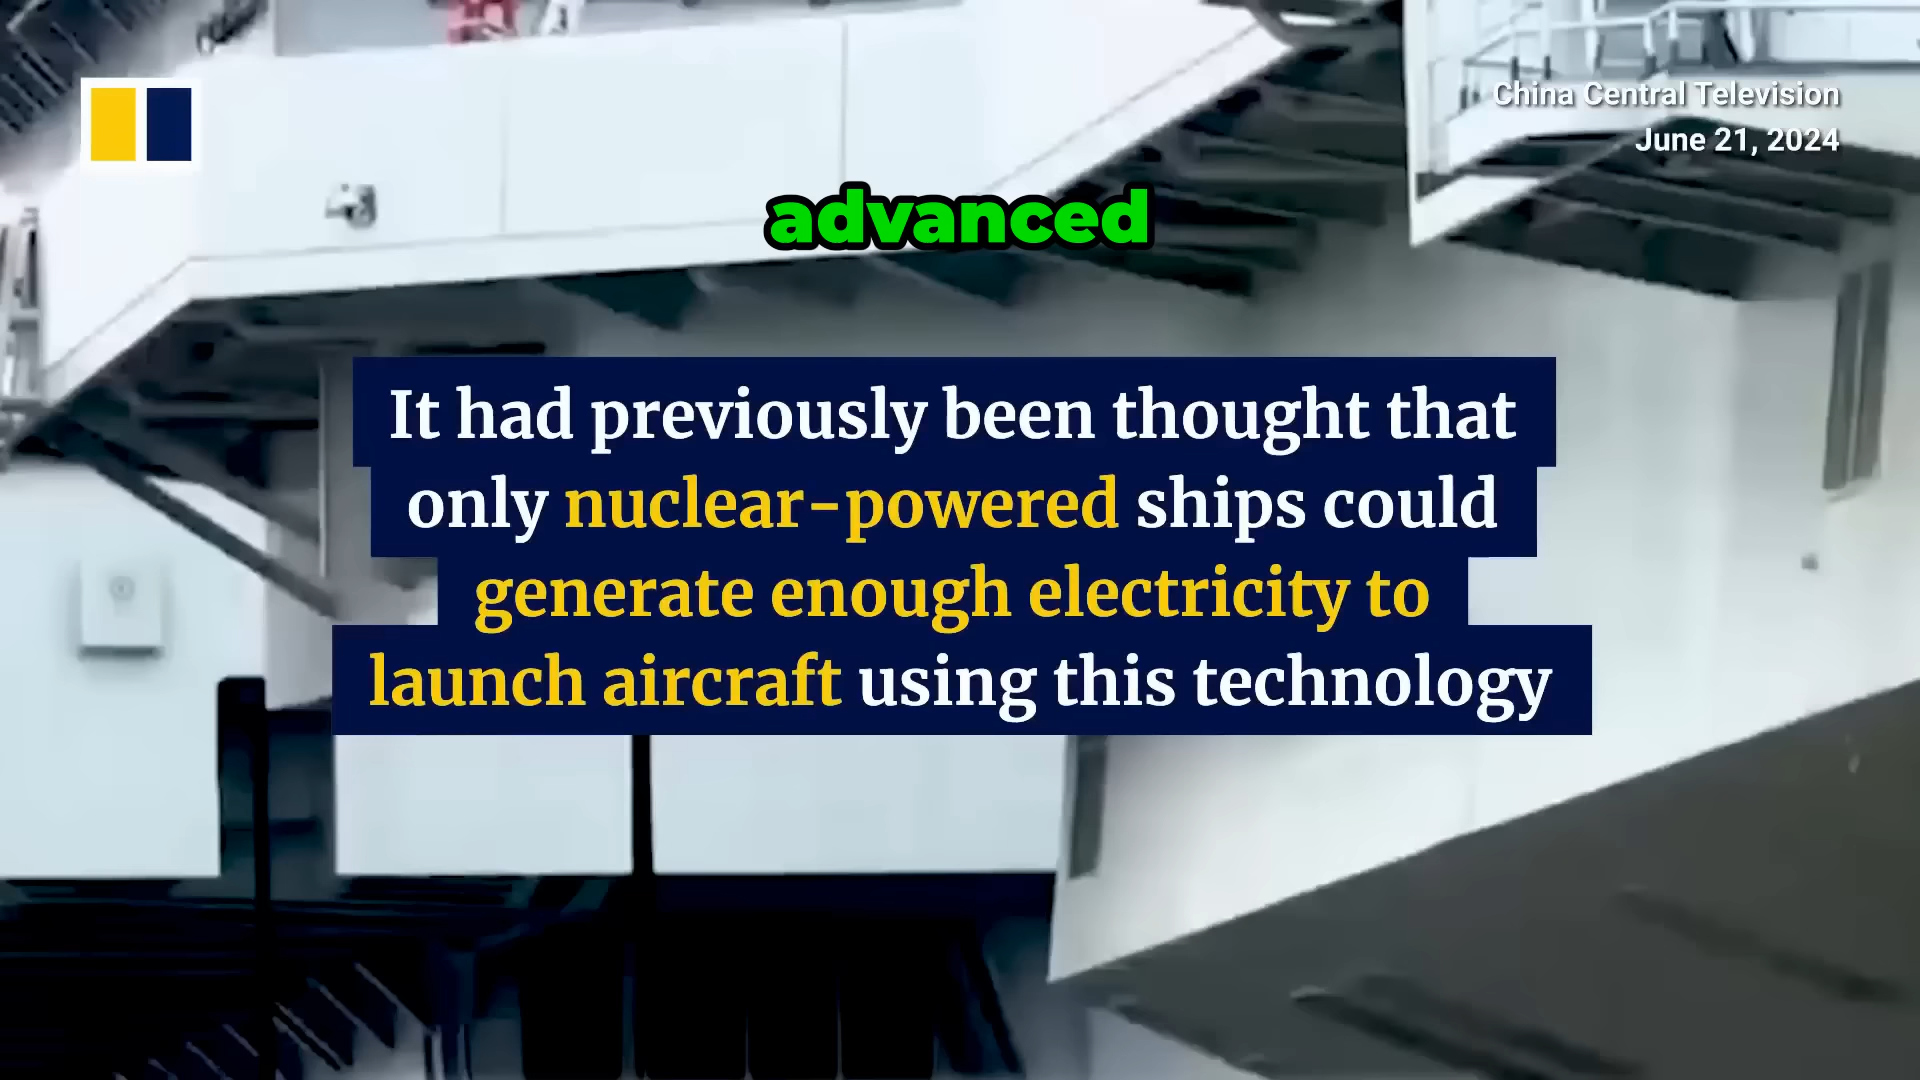 China Central Television
June 21, 2024
advanced
It had previously been thought that
only nuclear-powered ships could
generate enough electricity to
launch aircraft using this technology